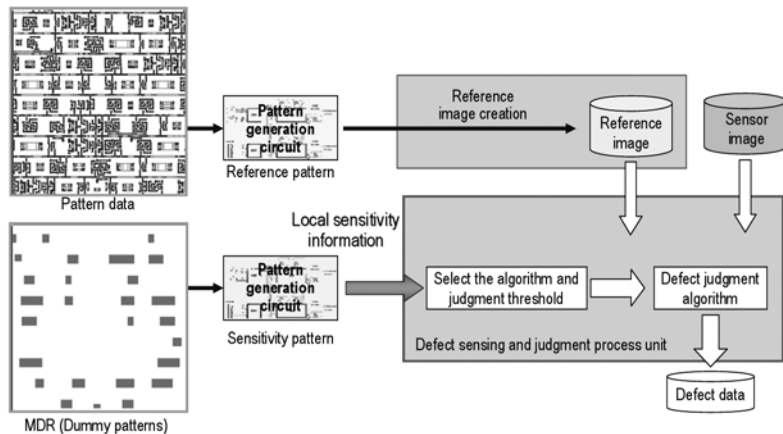 Pattern data
Pattern
generation
circuit
Reference pattern
Reference
image creation
Reference
image
Sensor
image
Local sensitivity
information
MDR (Dummy patterns)
Pattern
generation
circuit
Sensitivity pattern
Select the algorithm and
judgment threshold
Defect judgment
algorithm
Defect sensing and judgment process unit
Defect data